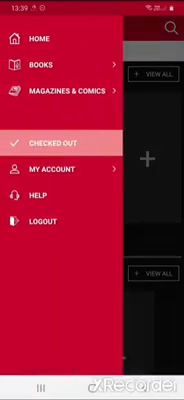 13:39
HOME
+ VIEW ALL
BOOKS
MAGAZINES & COMICS
CHECKED OUT
MY ACCOUNT
HELP
LOGOUT
+ VIEW ALL
XRecorder